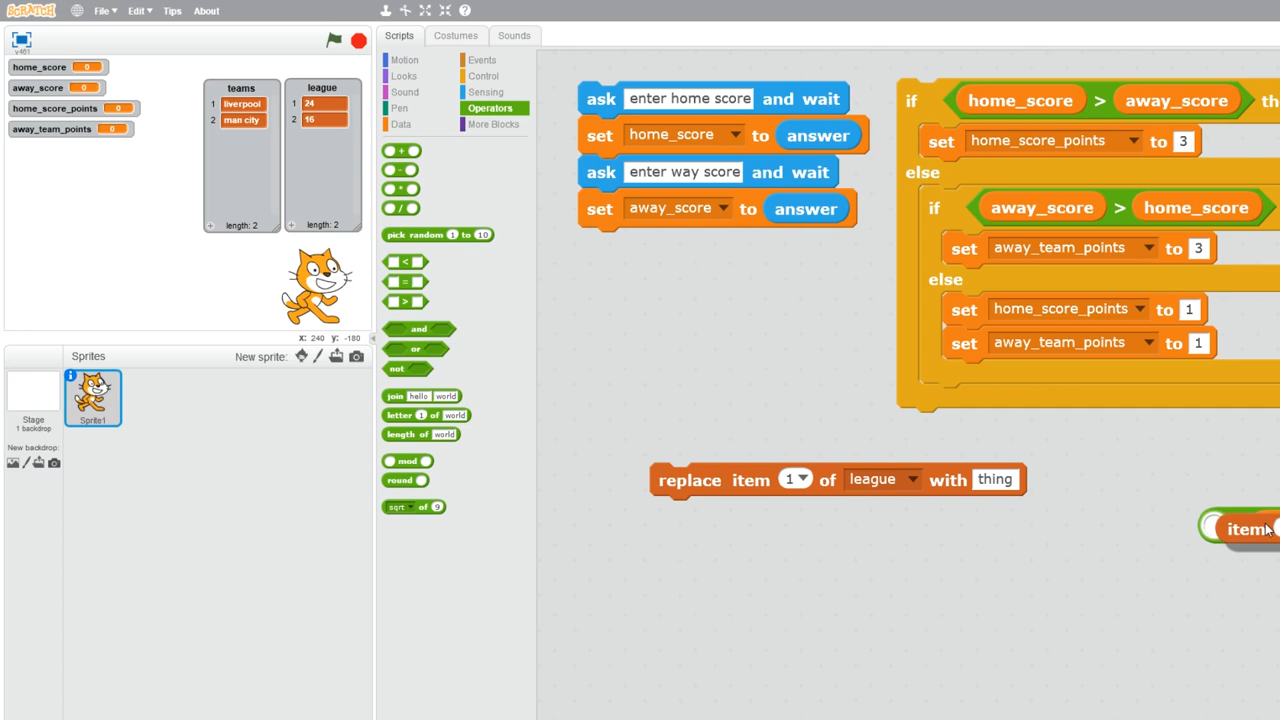 SCRATCH File Edit Tips About
v461
Scripts Costumes Sounds
home_score 0
away_score 0
home_score_points 0
away_team_points 0
teams
1 liverpool
2 man city
length: 2
league
1 24
2 16
length: 2
x: 240 y: -180
Sprites New sprite:
Sprite1
Stage
1 backdrop
New backdrop:
Motion Events
Looks Control
Sound Sensing
Pen Operators
Data More Blocks
+
-
*
/
pick random 1 to 10
<
=
>
and
or
not
join hello world
letter 1 of world
length of world
mod
round
sqrt of 9
ask enter home score and wait
set home_score to answer
ask enter way score and wait
set away_score to answer
if home_score > away_score th
set home_score_points to 3
else
if away_score > home_score
set away_team_points to 3
else
set home_score_points to 1
set away_team_points to 1
replace item 1 of league with thing
item